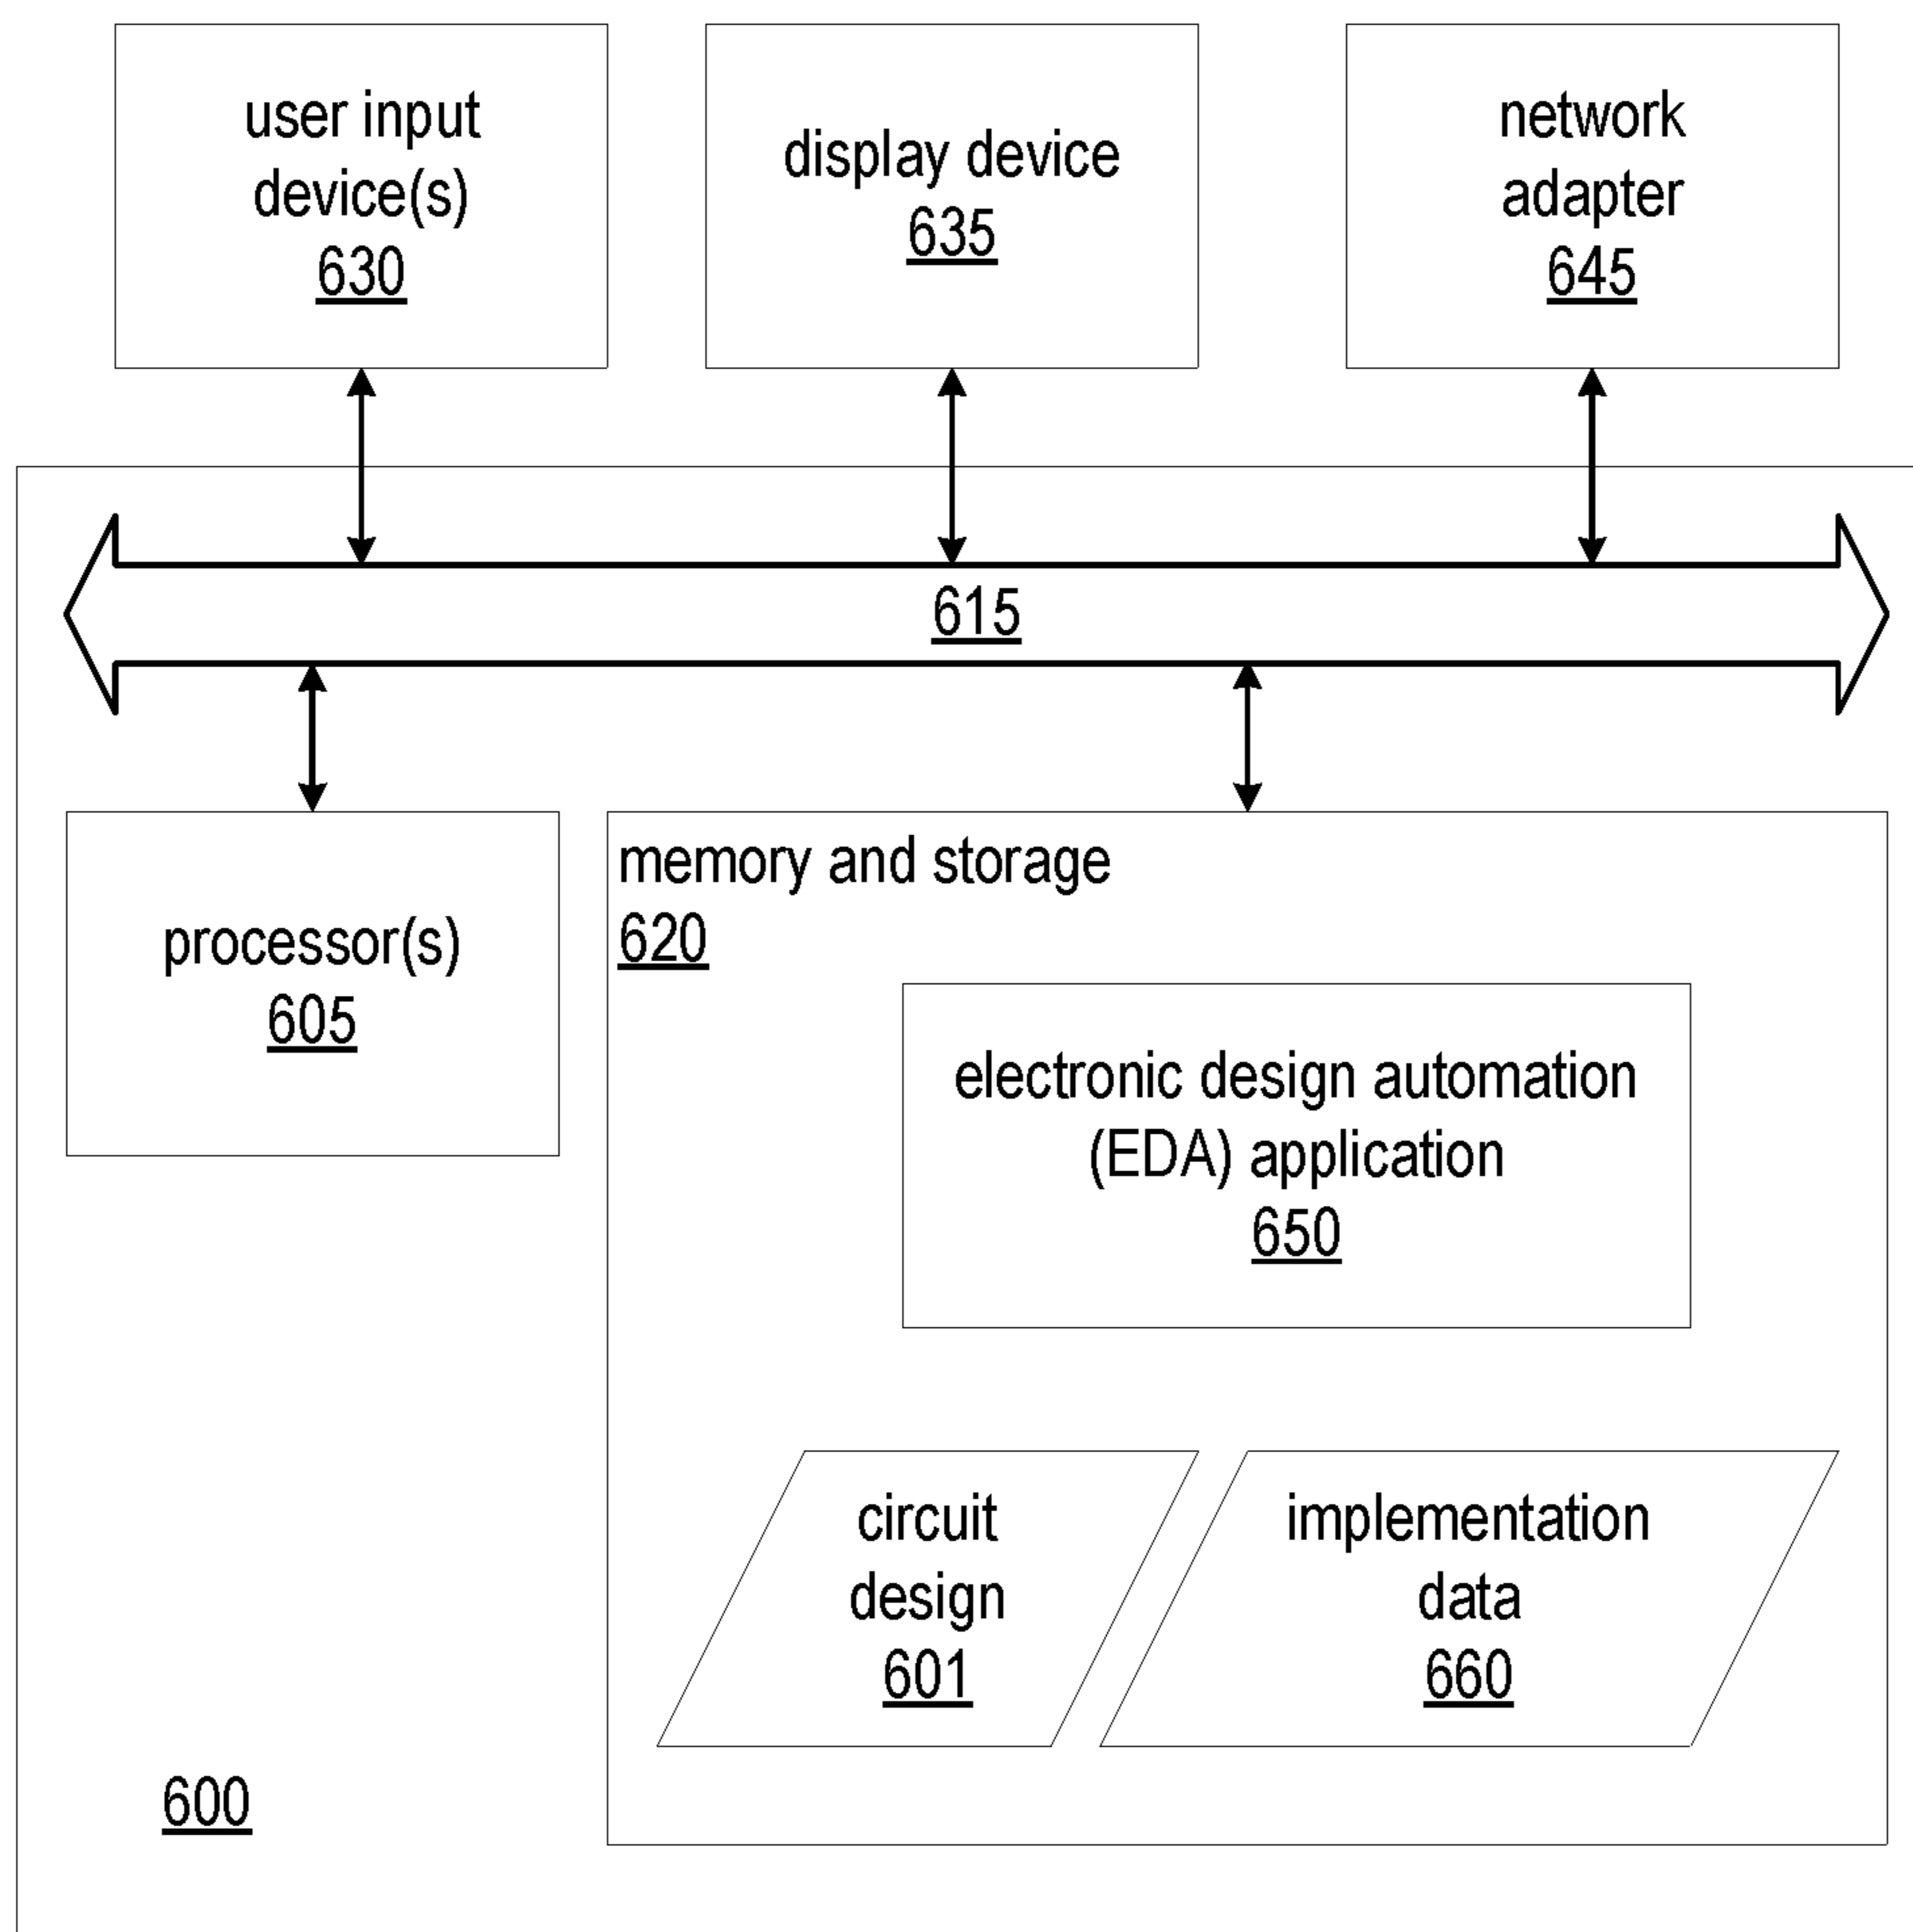 user input
device(s)
630
display device
635
network
adapter
645
615
processor(s)
605
memory and storage
620
electronic design automation
(EDA) application
650
circuit
design
601
implementation
data
660
600